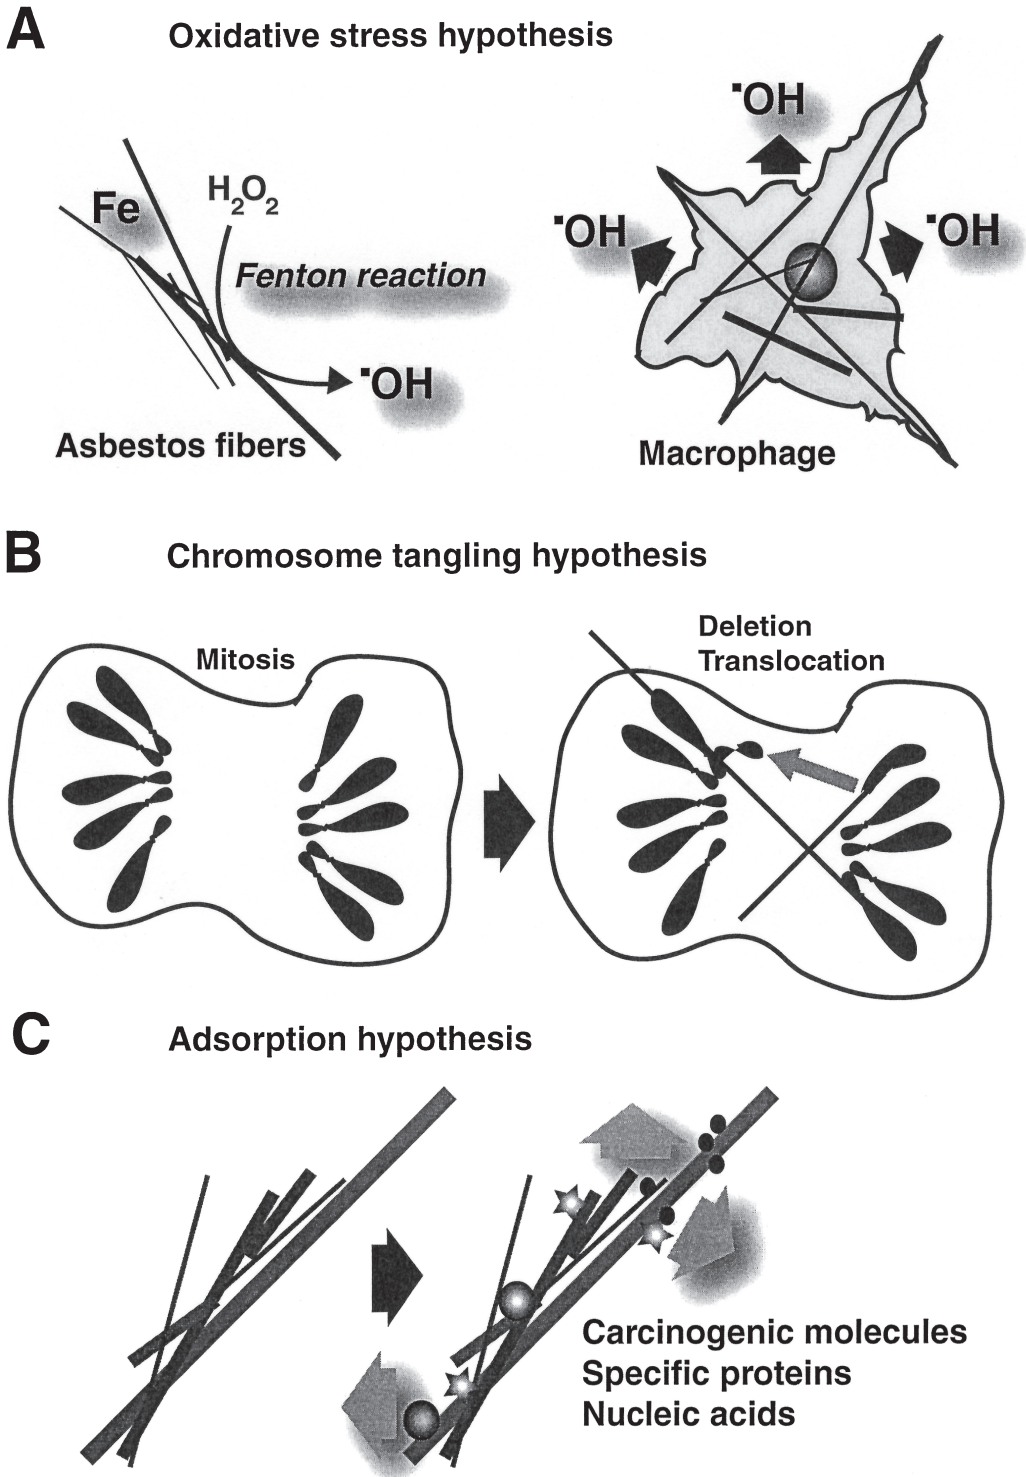 A
Oxidative stress hypothesis
Fe
H2O2
Fenton reaction
·OH
Asbestos fibers
·OH
·OH
·OH
Macrophage
B
Chromosome tangling hypothesis
Mitosis
Deletion
Translocation
C
Adsorption hypothesis
Carcinogenic molecules
Specific proteins
Nucleic acids